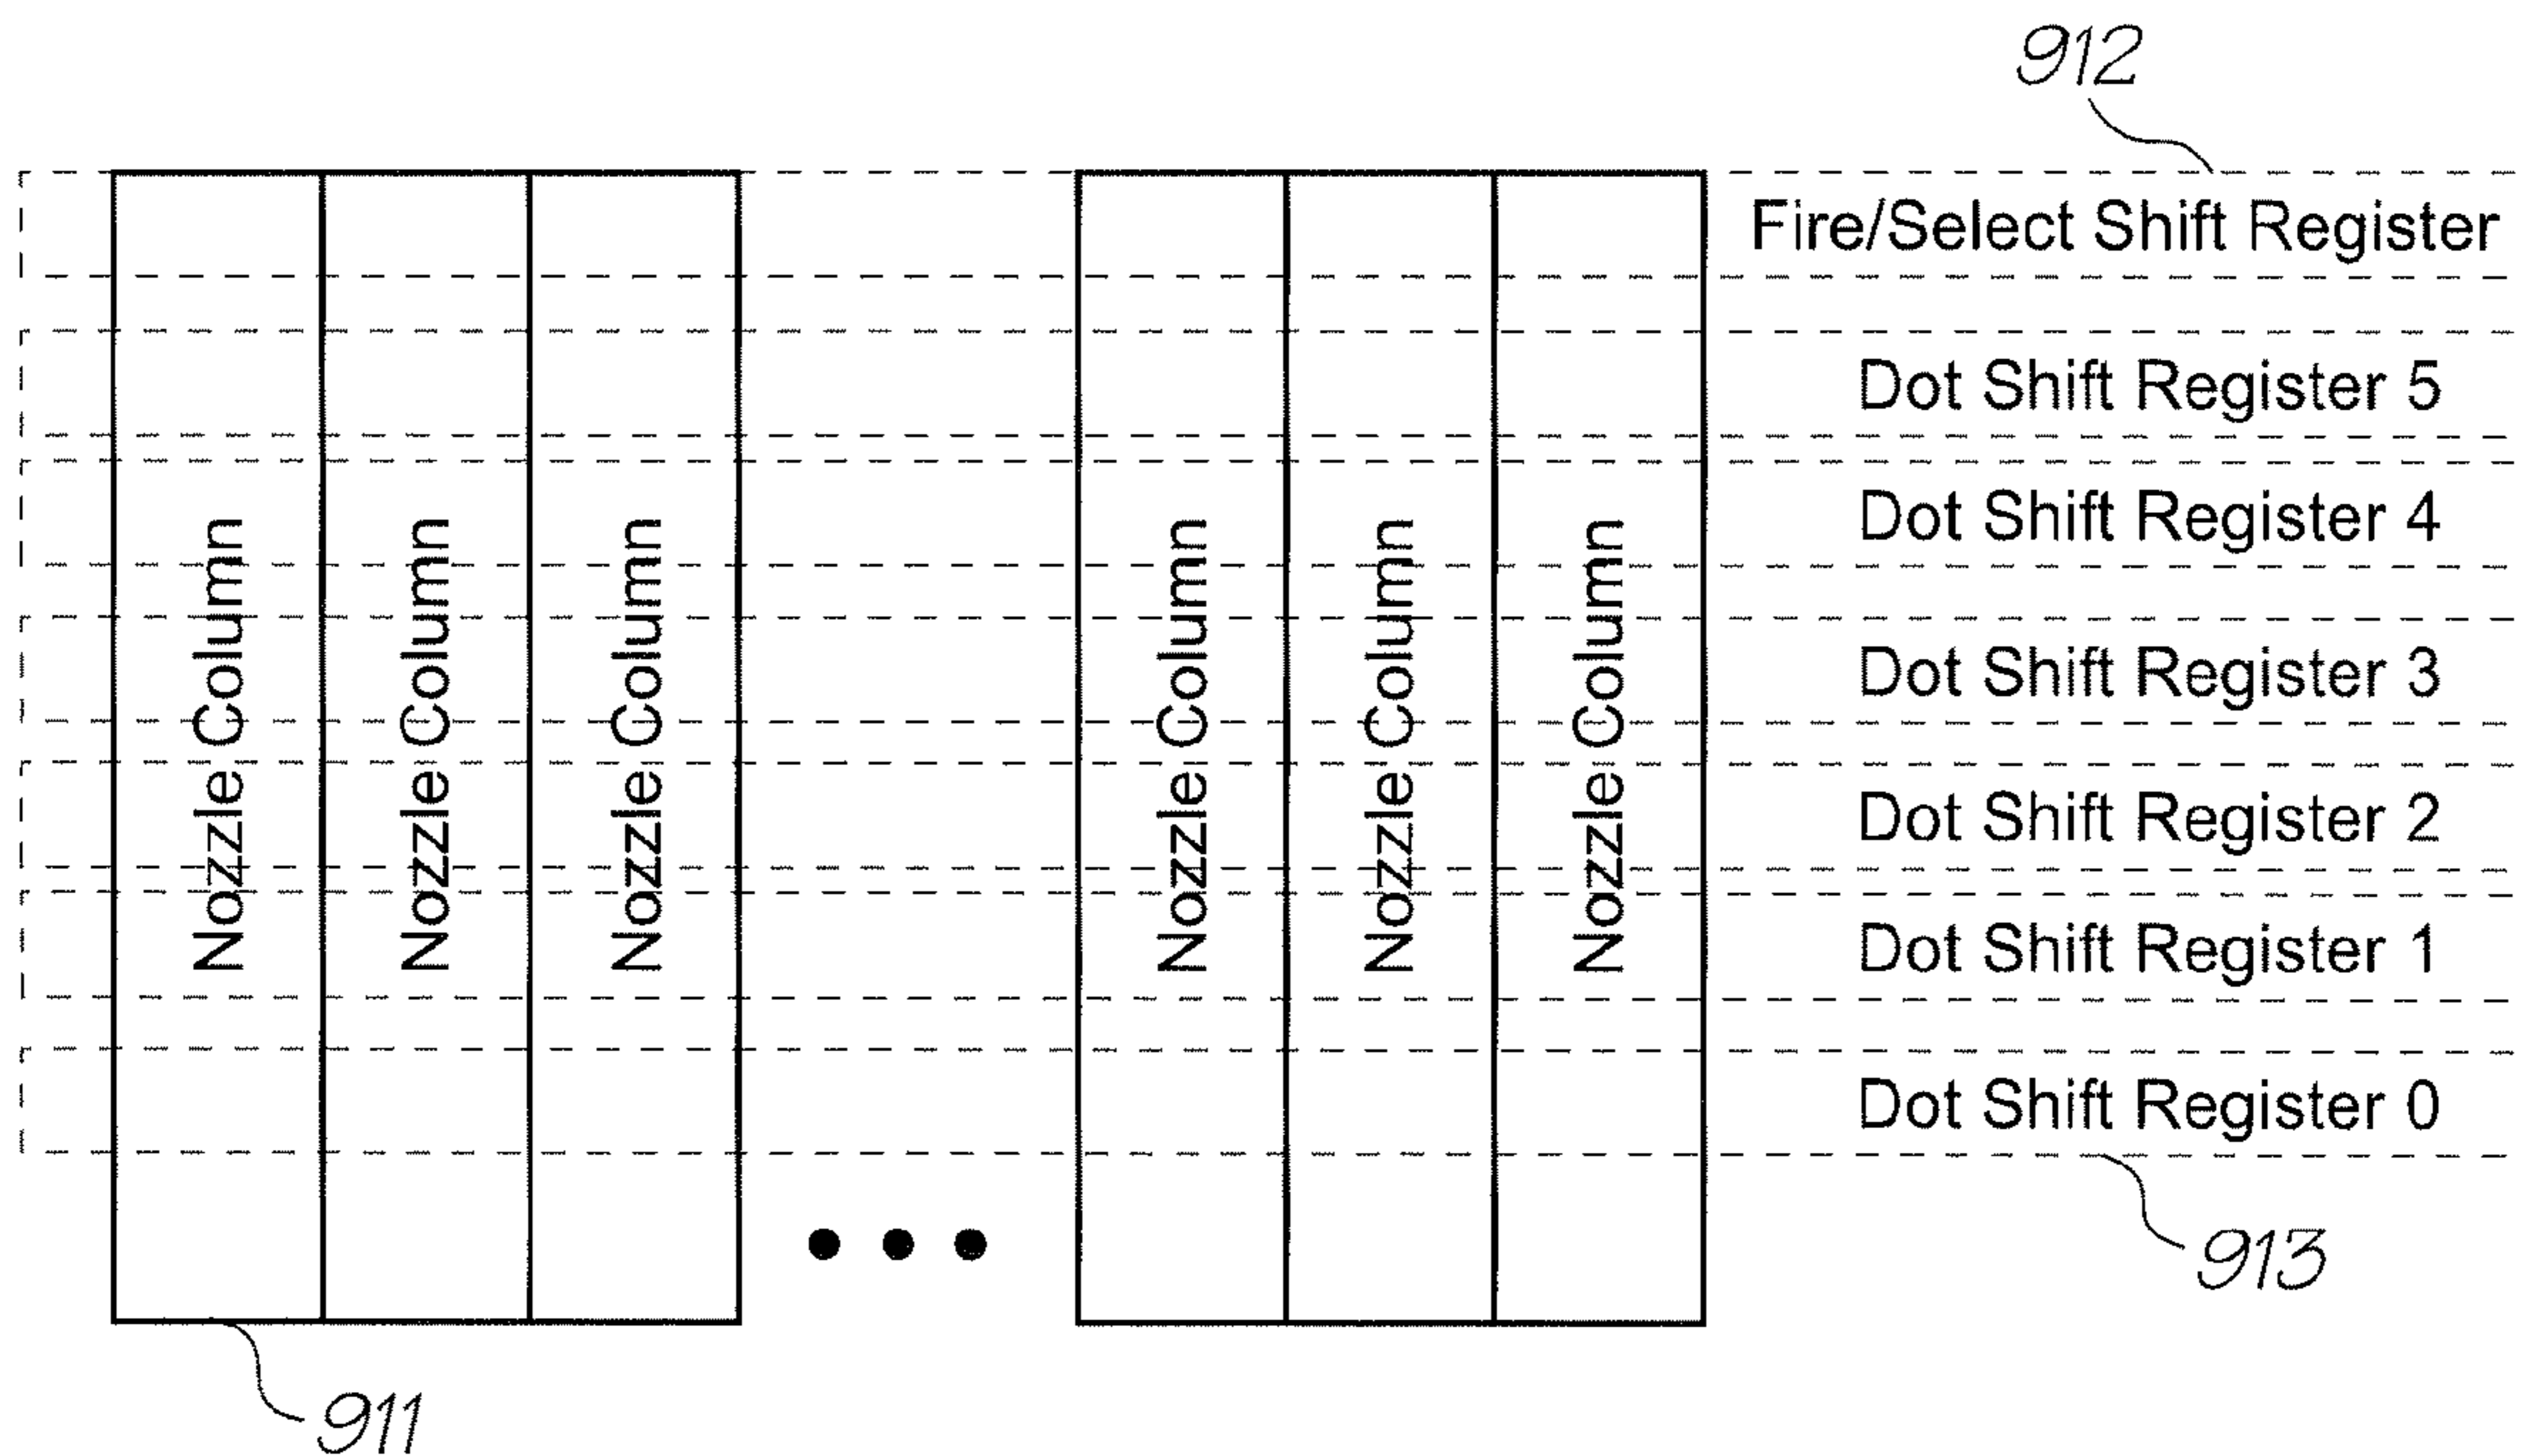 912
Fire/Select Shift Register
Dot Shift Register 5
Dot Shift Register 4
Dot Shift Register 3
Dot Shift Register 2
Dot Shift Register 1
Dot Shift Register 0
Nozzle Column
Nozzle Column
Nozzle Column
Nozzle Column
Nozzle Column
Nozzle Column
913
911